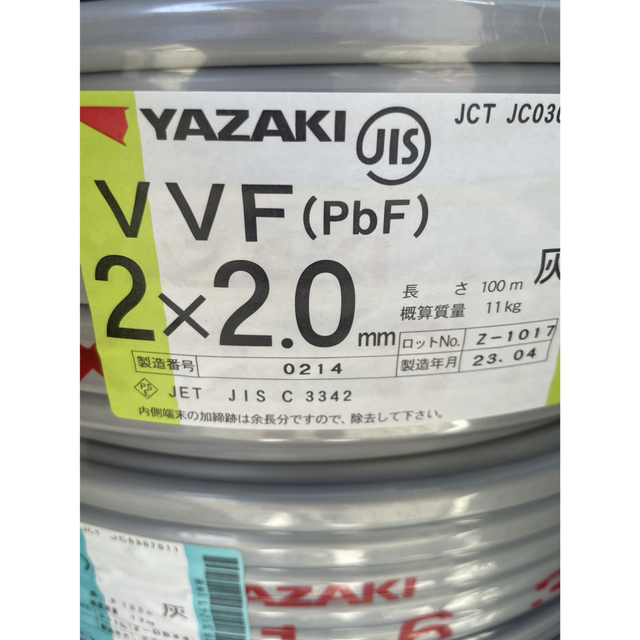 YAZAKI JIS JCT JC030
VVF(PbF)
2×2.0mm
灰
長さ 100m
概算質量 11kg
ロットNo. Z-1017
製造番号 0214
製造年月 23.04
PSE JET JIS C 3342
内側端末の加締跡は余長分ですので、除去して下さい。
灰
YAZAKI